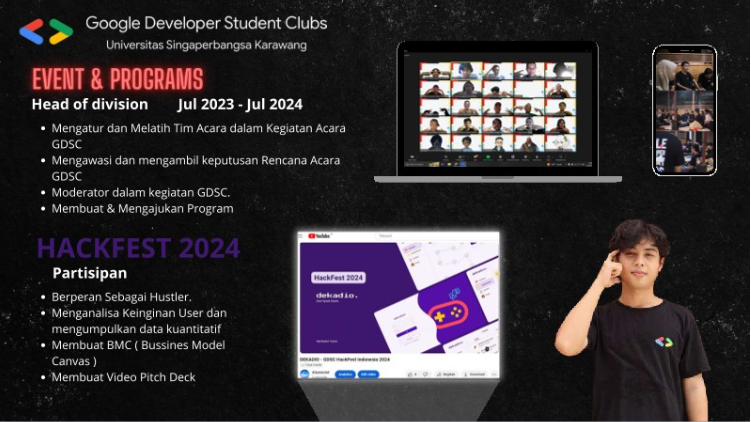 Google Developer Student Clubs
Universitas Singaperbangsa Karawang
EVENT & PROGRAMS
Head of division Jul 2023 - Jul 2024
Mengatur dan Melatih Tim Acara dalam Kegiatan Acara
GDSC
Mengawasi dan mengambil keputusan Rencana Acara
GDSC
Moderator dalam kegiatan GDSC.
Membuat & Mengajukan Program
HACKFEST 2024
Partisipan
Berperan Sebagai Hustler.
Menganalisa Keinginan User dan
mengumpulkan data kuantitatif
Membuat BMC ( Bussines Model
Canvas )
Membuat Video Pitch Deck
YouTube
HackFest 2024
dekadio.
DEKADIO - GDSC HackFest Indonesia 2024